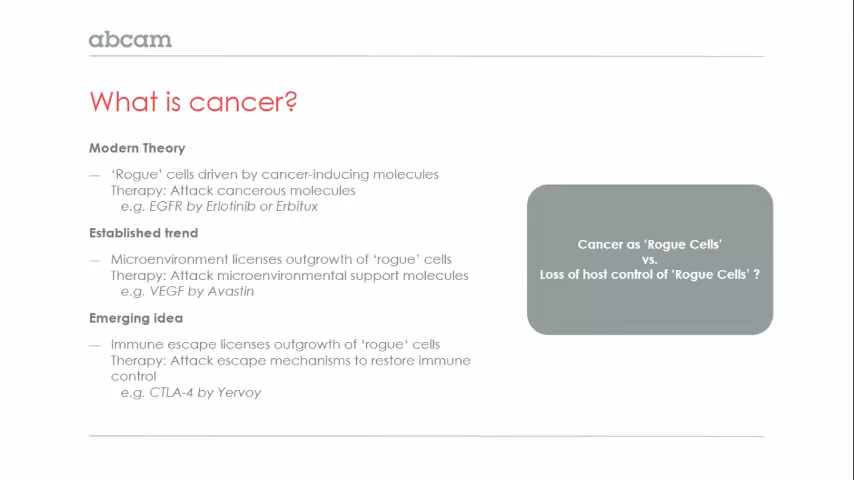 abcam
What is cancer?
Modern Theory
— ‘Rogue’ cells driven by cancer-inducing molecules
Therapy: Attack cancerous molecules
e.g. EGFR by Erlotinib or Erbitux
Established trend
— Microenvironment licenses outgrowth of ‘rogue’ cells
Therapy: Attack microenvironmental support molecules
e.g. VEGF by Avastin
Emerging idea
— Immune escape licenses outgrowth of ‘rogue‘ cells
Therapy: Attack escape mechanisms to restore immune
control
e.g. CTLA-4 by Yervoy
Cancer as ‘Rogue Cells’
vs.
Loss of host control of ‘Rogue Cells’ ?